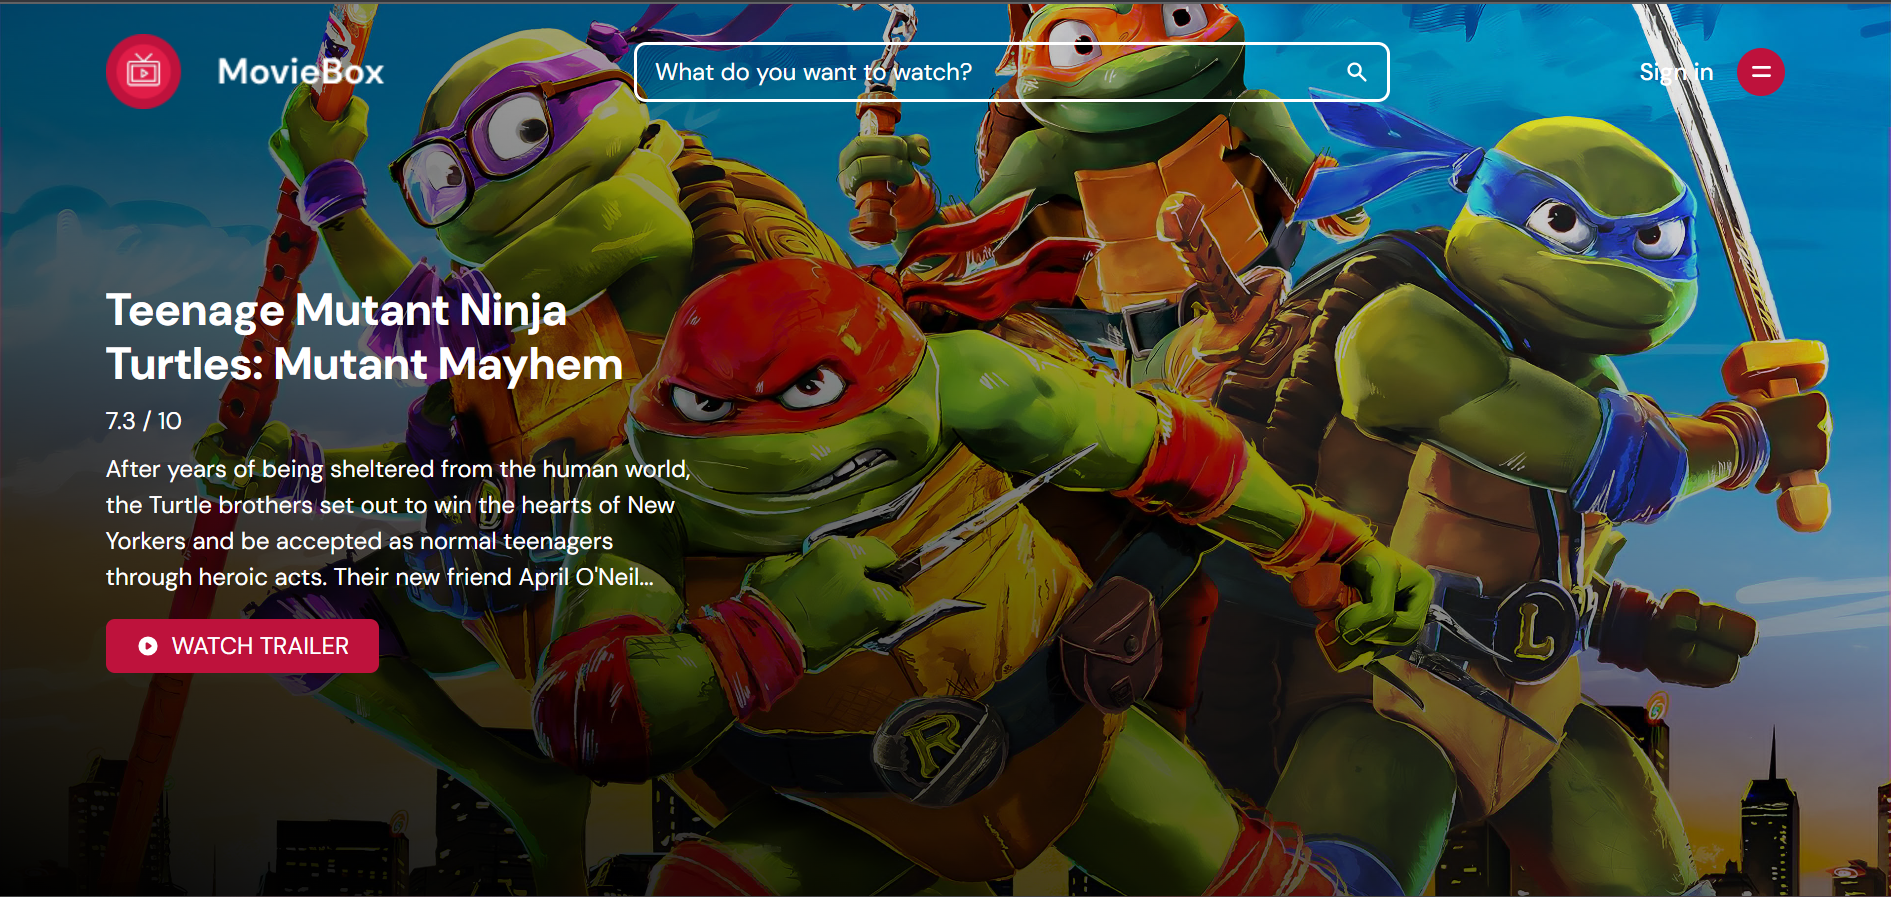 MovieBox
What do you want to watch?
Sign in
Teenage Mutant Ninja
Turtles: Mutant Mayhem
7.3 / 10
After years of being sheltered from the human world,
the Turtle brothers set out to win the hearts of New
Yorkers and be accepted as normal teenagers
through heroic acts. Their new friend April O'Neil...
WATCH TRAILER
R
L